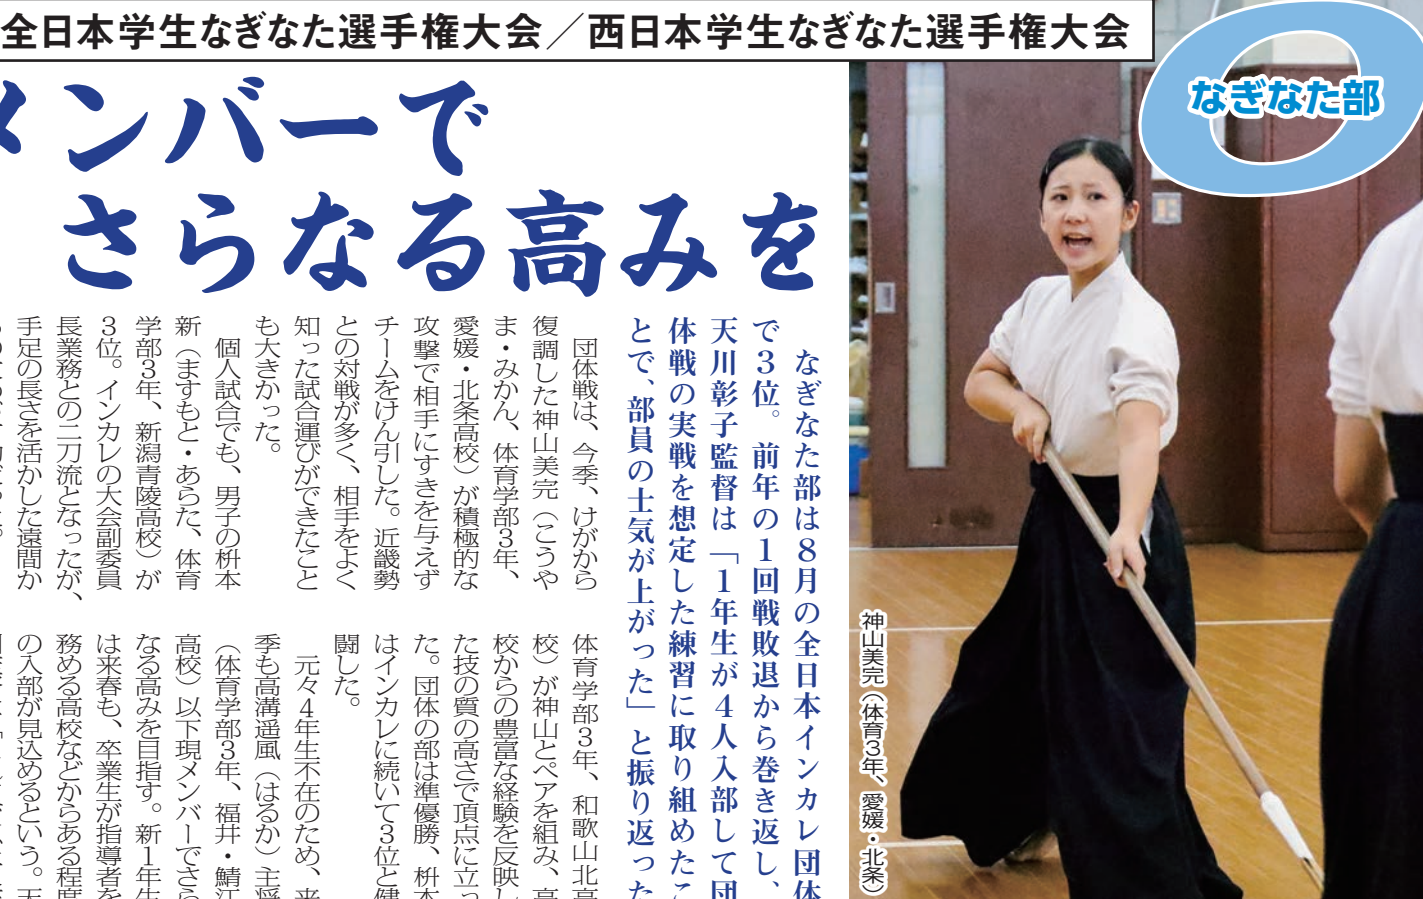 全日本学生なぎなた選手権大会／西日本学生なぎなた選手権大会
なぎなた部
メンバーで
さらなる高みを
なぎなた部は8月の全日本インカレ団体
で3位。前年の1回戦敗退から巻き返し、
天川彰子監督は「1年生が4人入部して団
体戦の実戦を想定した練習に取り組めたこ
とで、部員の士気が上がった」と振り返った
団体戦は、今季、けがから
復調した神山美完（こうや
ま・みかん、体育学部3年、
愛媛・北条高校）が積極的な
攻撃で相手にすきを与えず
チームをけん引した。近畿勢
との対戦が多く、相手をよく
知った試合運びができたこと
も大きかった。
個人試合でも、男子の枡本
新（ますもと・あらた、体育
学部3年、新潟青陵高校）が
3位。インカレの大会副委員
長業務との二刀流となったが、
手足の長さを活かした遠間か
体育学部3年、和歌山北高
校）が神山とペアを組み、高
校からの豊富な経験を反映し
た技の質の高さで頂点に立っ
た。団体の部は準優勝、枡本
はインカレに続いて3位と健
闘した。
元々4年生不在のため、来
季も高溝遥風（はるか）主将
（体育学部3年、福井・鯖江
高校）以下現メンバーでさら
なる高みを目指す。新1年生
は来春も、卒業生が指導者を
務める高校などからある程度
の入部が見込めるという。天
神山美完（体育3年、愛媛・北条）